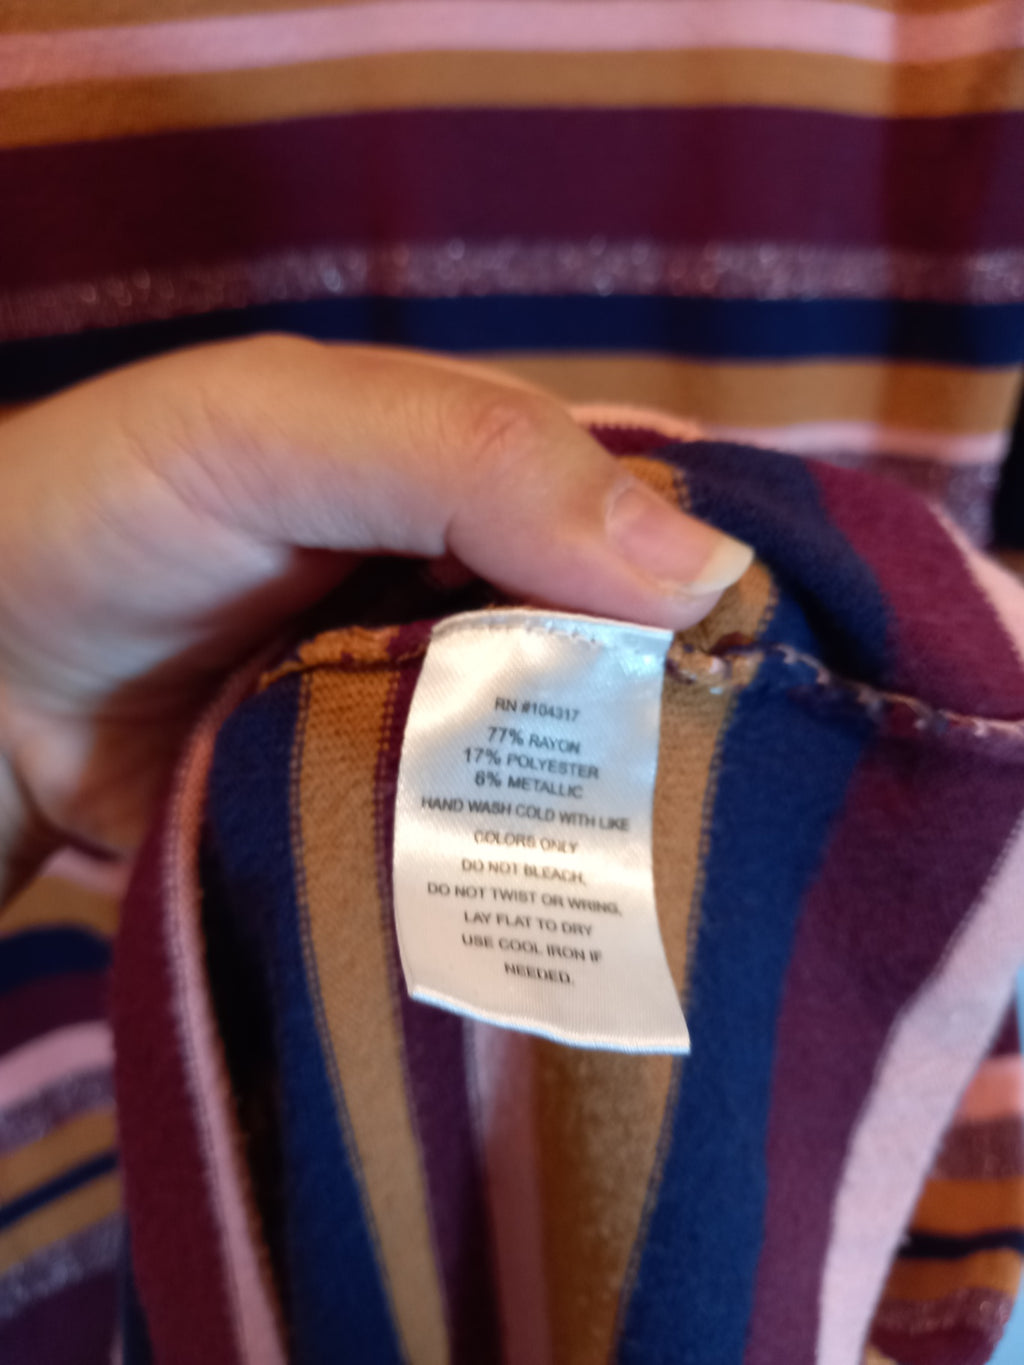 RN #104317
77% RAYON
17% POLYESTER
6% METALLIC
HAND WASH COLD WITH LIKE
COLORS ONLY
DO NOT BLEACH,
DO NOT TWIST OR WRING,
LAY FLAT TO DRY
USE COOL IRON IF
NEEDED.